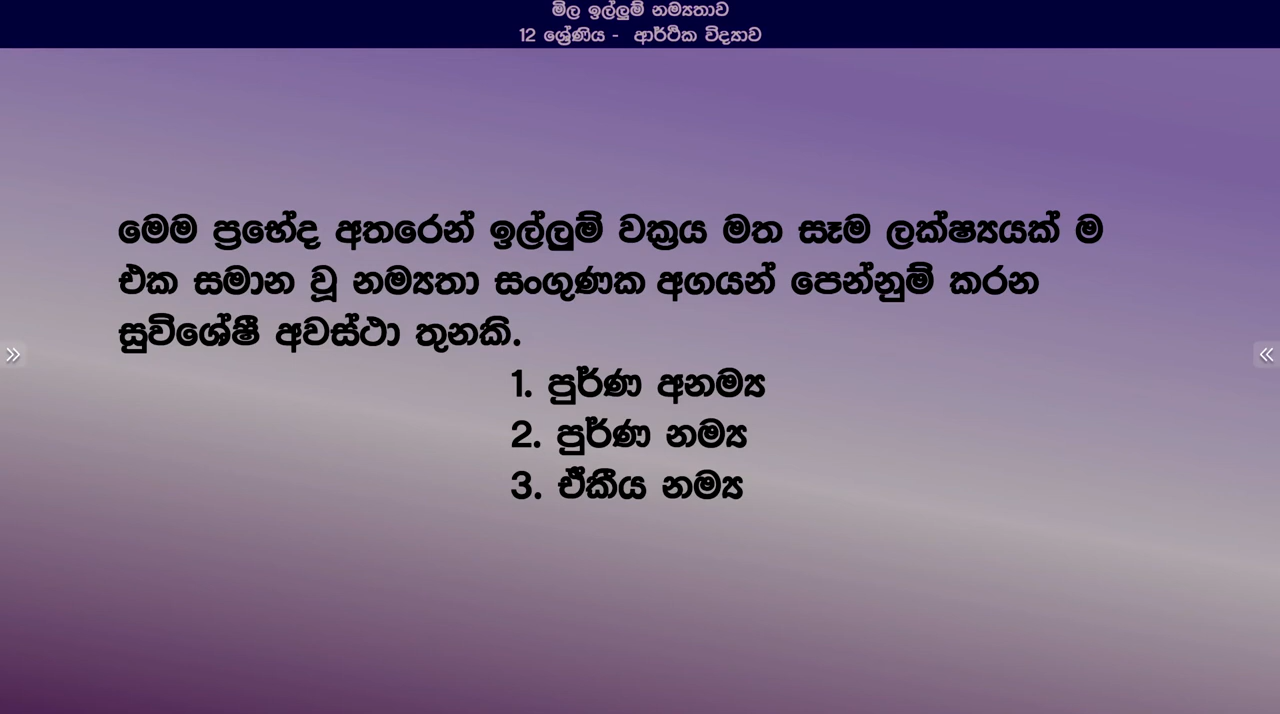 මිල ඉල්ලුම් නම්‍යතාව
12 ශ්‍රේණිය -  ආර්ථික විද්‍යාව
මෙම ප්‍රභේද අතරෙන් ඉල්ලුම් වක්‍රය මත සෑම ලක්ෂ්‍යයක් ම
එක සමාන වූ නම්‍යතා සංගුණක අගයන් පෙන්නුම් කරන
සුවිශේෂී අවස්ථා තුනකි.
1. පුර්ණ අනම්‍ය
2. පුර්ණ නම්‍ය
3. ඒකීය නම්‍ය